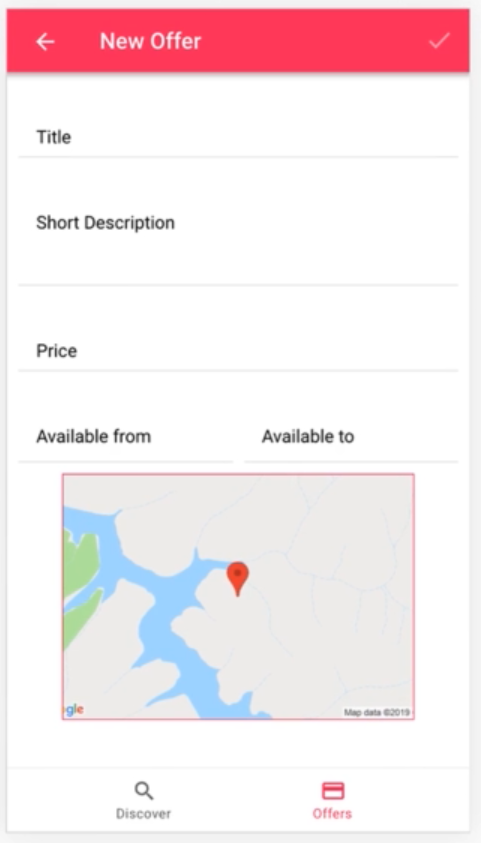 New Offer
Title
Short Description
Price
Available from Available to
gle
Map data ©2019
Discover Offers